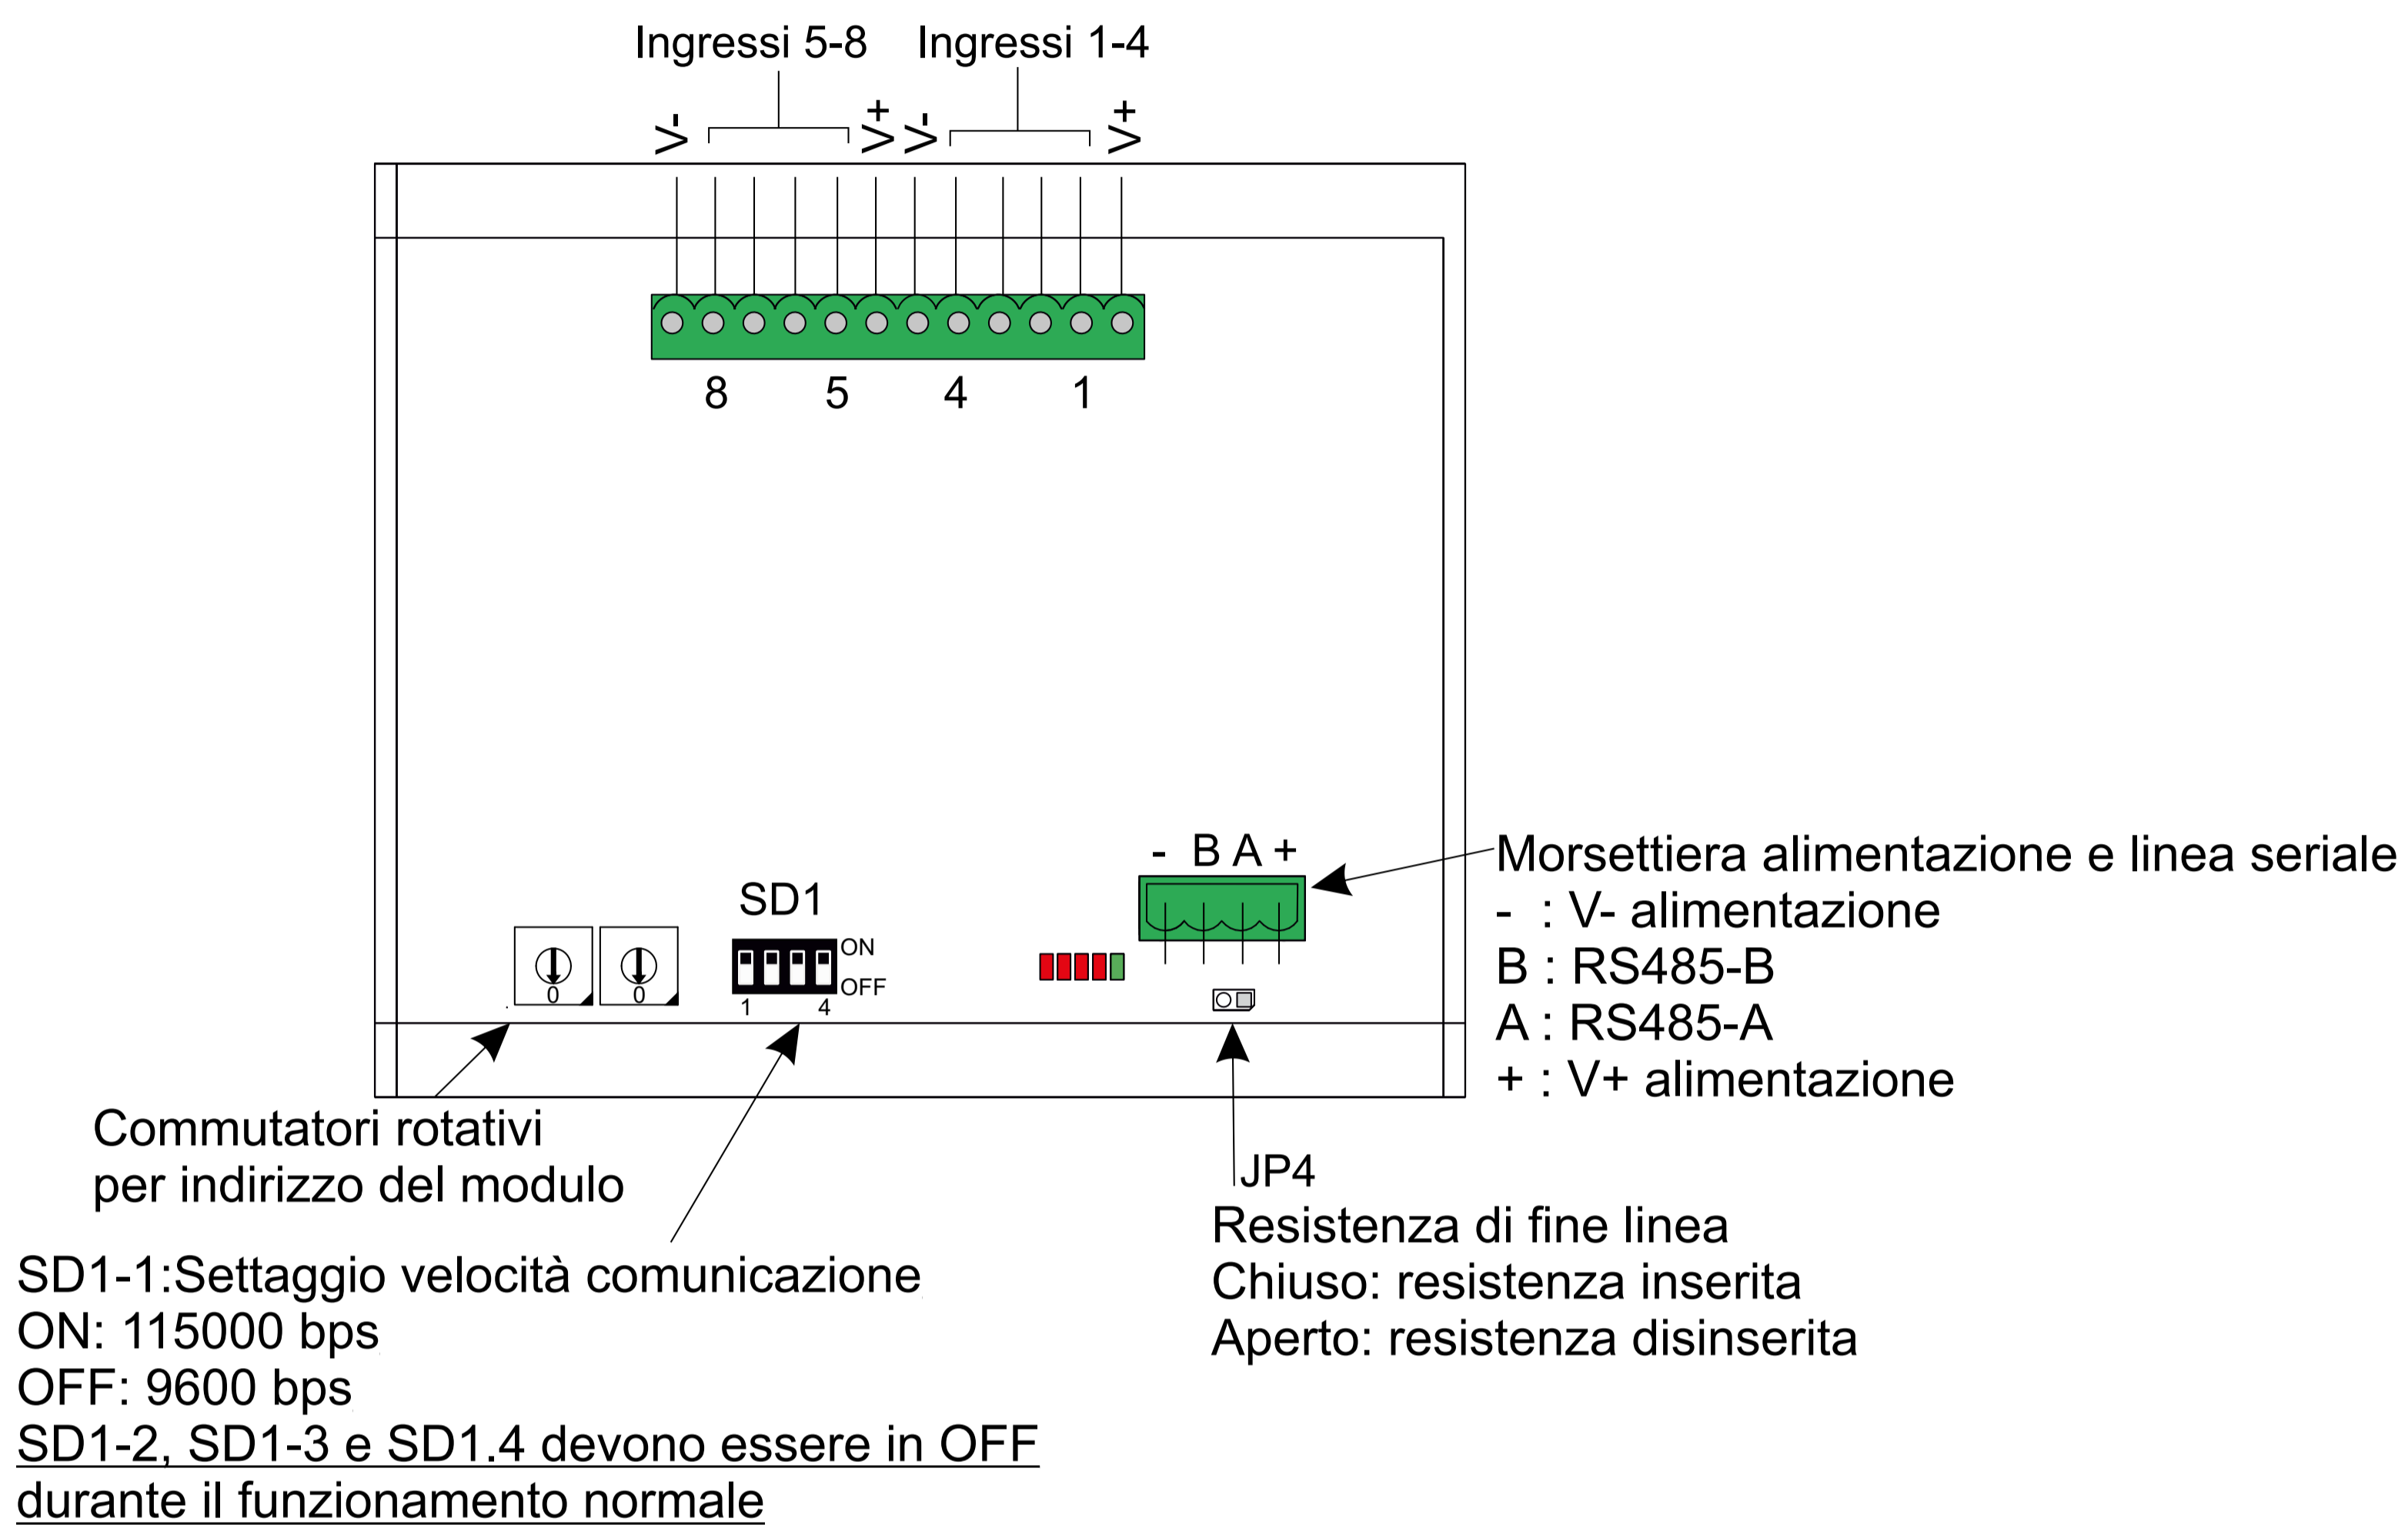 Ingressi 5-8 Ingressi 1-4
V- V+ V- V+
8 5 4 1
- B A +
Morsettiera alimentazione e linea seriale
- : V- alimentazione
B : RS485-B
A : RS485-A
+ : V+ alimentazione
SD1
ON
OFF
0 0
1 4
Commutatori rotativi
per indirizzo del modulo
JP4
Resistenza di fine linea
Chiuso: resistenza inserita
Aperto: resistenza disinserita
SD1-1:Settaggio velocità comunicazione
ON: 115000 bps
OFF: 9600 bps
SD1-2, SD1-3 e SD1.4 devono essere in OFF
durante il funzionamento normale